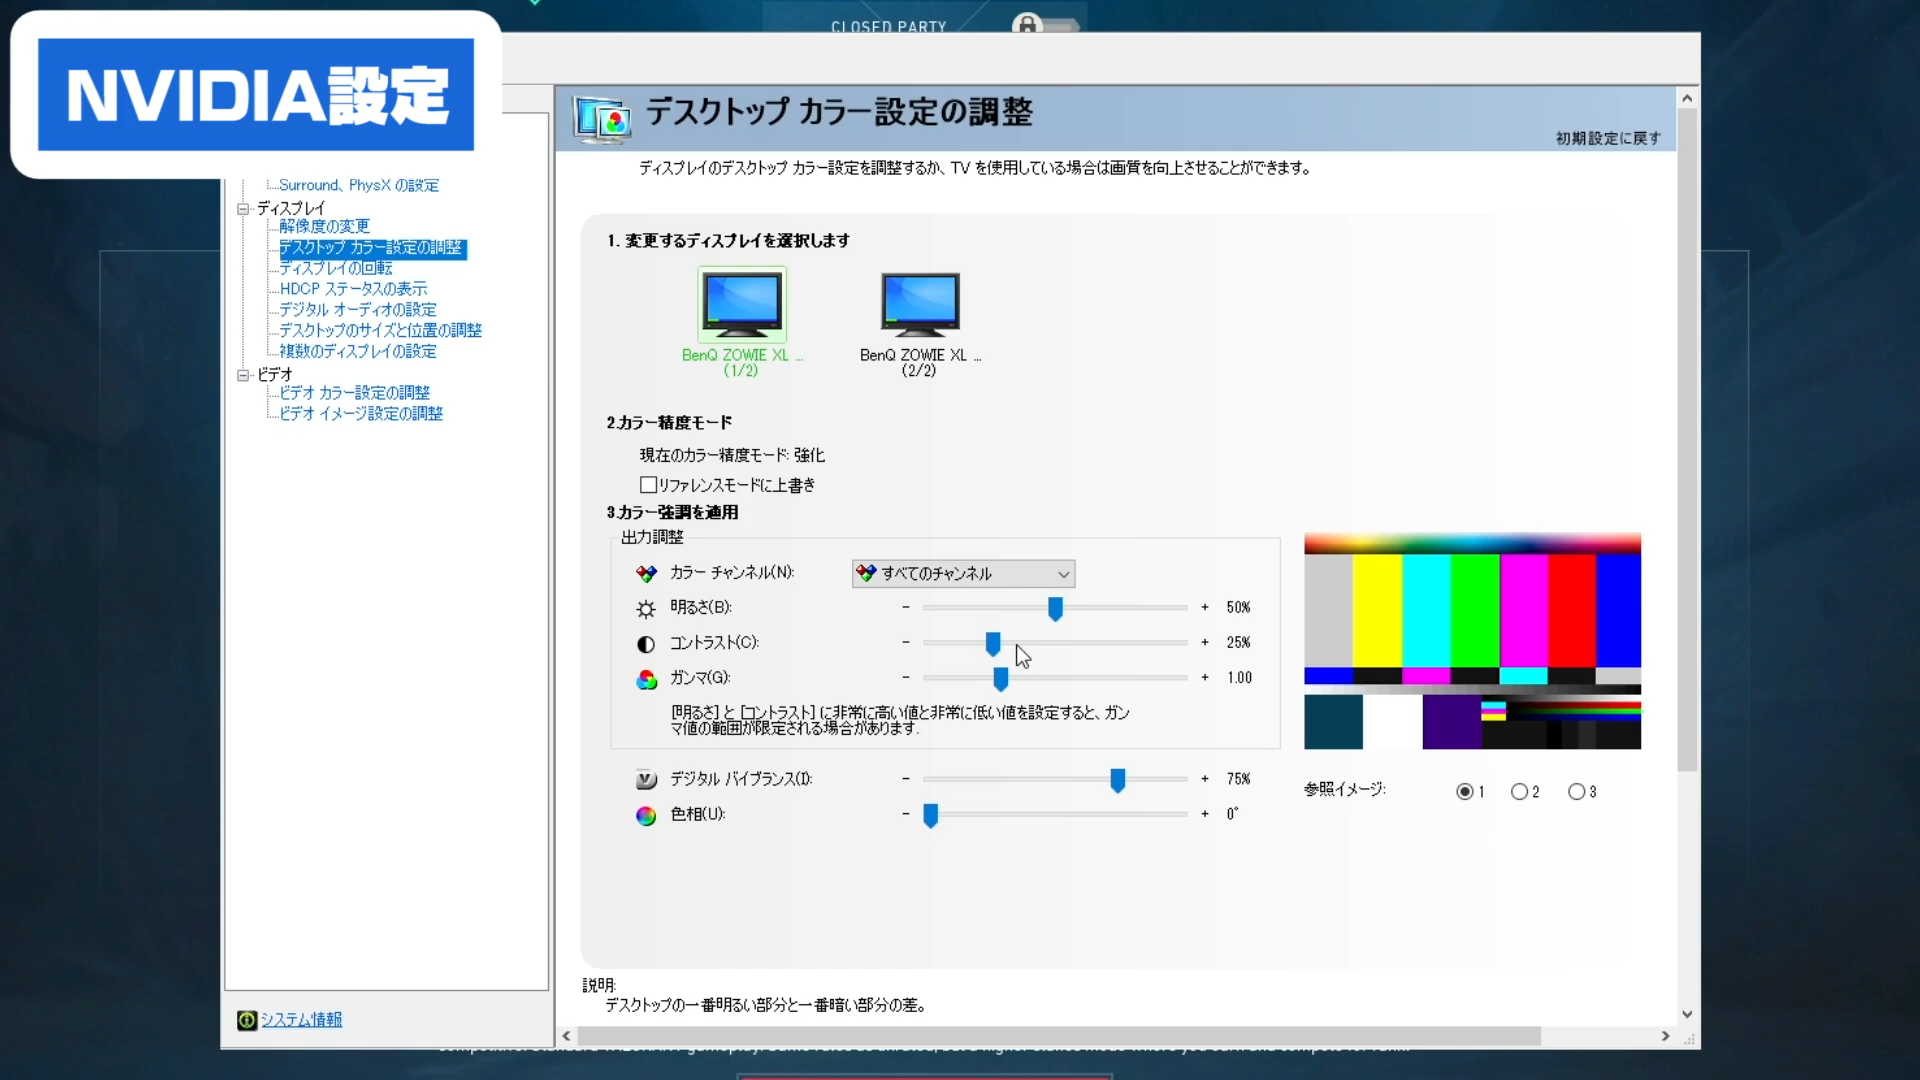 CLOSED PARTY
NVIDIA設定
Surround、PhysX の設定
ディスプレイ
解像度の変更
デスクトップ カラー設定の調整
ディスプレイの回転
HDCP ステータスの表示
デジタル オーディオの設定
デスクトップのサイズと位置の調整
複数のディスプレイの設定
ビデオ
ビデオ カラー設定の調整
ビデオ イメージ設定の調整
システム情報
デスクトップ カラー設定の調整
初期設定に戻す
ディスプレイのデスクトップ カラー設定を調整するか、TV を使用している場合は画質を向上させることができます。
1. 変更するディスプレイを選択します
BenQ ZOWIE XL ...
(1/2)
BenQ ZOWIE XL ...
(2/2)
2.カラー精度モード
現在のカラー精度モード: 強化
リファレンスモードに上書き
3.カラー強調を適用
出力調整
カラー チャンネル(N):
すべてのチャンネル
明るさ(B):
- + 50%
コントラスト(C):
- + 25%
ガンマ(G):
- + 1.00
[明るさ] と [コントラスト] に非常に高い値と非常に低い値を設定すると、ガン
マ値の範囲が限定される場合があります.
デジタル バイブランス(I):
- + 75%
色相(U):
- + 0°
参照イメージ:
1 2 3
説明:
デスクトップの一番明るい部分と一番暗い部分の差。